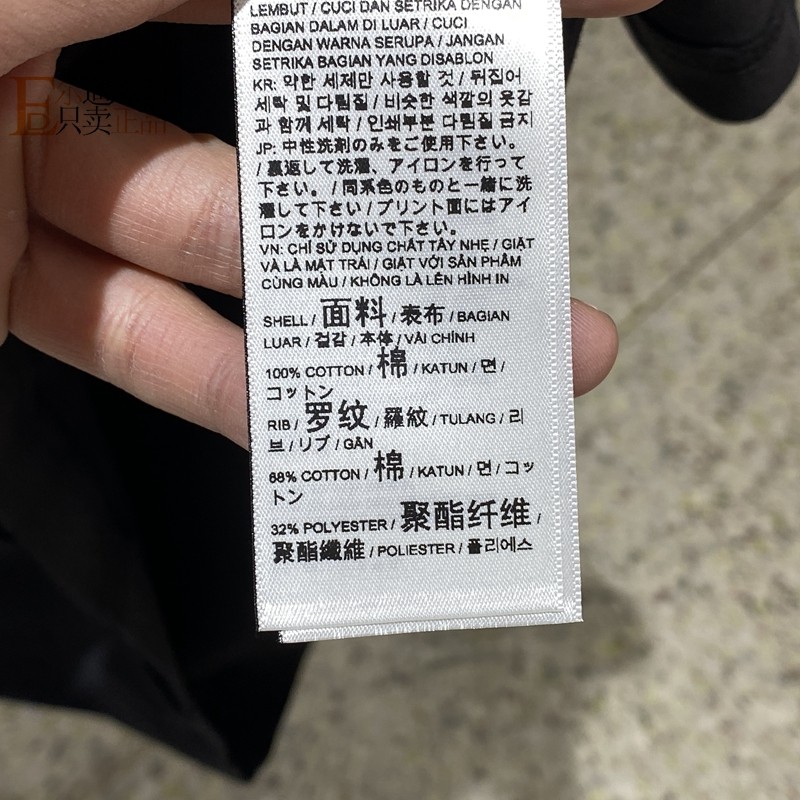 LEMBUT / CUCI DAN SETRIKA DENGAN
BAGIAN DALAM DI LUAR / CUCI
DENGAN WARNA SERUPA / JANGAN
SETRIKA BAGIAN YANG DISABLON
KR: 약한 세제만 사용할 것 / 뒤집어
세탁 및 다림질 / 비슷한 색깔의 옷감
과 함께 세탁 / 인쇄부분 다림질 금지
JP: 中性洗剤のみをご使用下さい。
/ 裏返して洗濯、アイロンを行って
下さい。 / 同系色のものと一緒に洗
濯して下さい / プリント面にはアイ
ロンをかけないで下さい。
VN: CHỈ SỬ DỤNG CHẤT TẨY NHẸ / GIẶT
VÀ LÀ MẶT TRÁI / GIẶT VỚI SẢN PHẨM
CÙNG MÀU / KHÔNG LÀ LÊN HÌNH IN
SHELL / 面料 / 表布 / BAGIAN
LUAR / 겉감 / 本体 / VẢI CHÍNH
100% COTTON / 棉 / KATUN / 면 /
コットン
RIB / 罗纹 / 羅紋 / TULANG / 리
브 / リブ / GÂN
68% COTTON / 棉 / KATUN / 면 / コッ
トン
32% POLYESTER / 聚酯纤维 /
聚酯纖維 / POLIESTER / 폴리에스
只卖正品